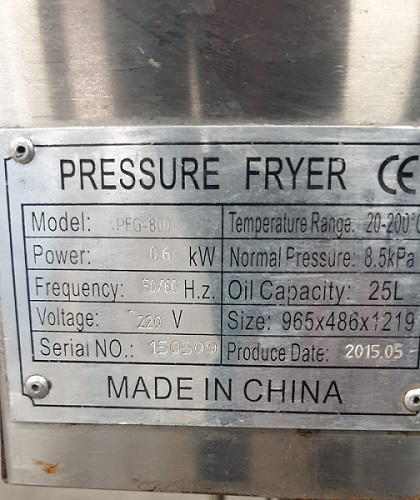 PRESSURE FRYER CE
Model: PFG-800 Temperature Range: 20-200°C
Power: 0.6 kW Normal Pressure: 8.5kPa
Frequency: 50/60 H.z. Oil Capacity: 25L
Voltage: 220 V Size: 965x486x1219
Serial NO.: 150509 Produce Date: 2015.05
MADE IN CHINA